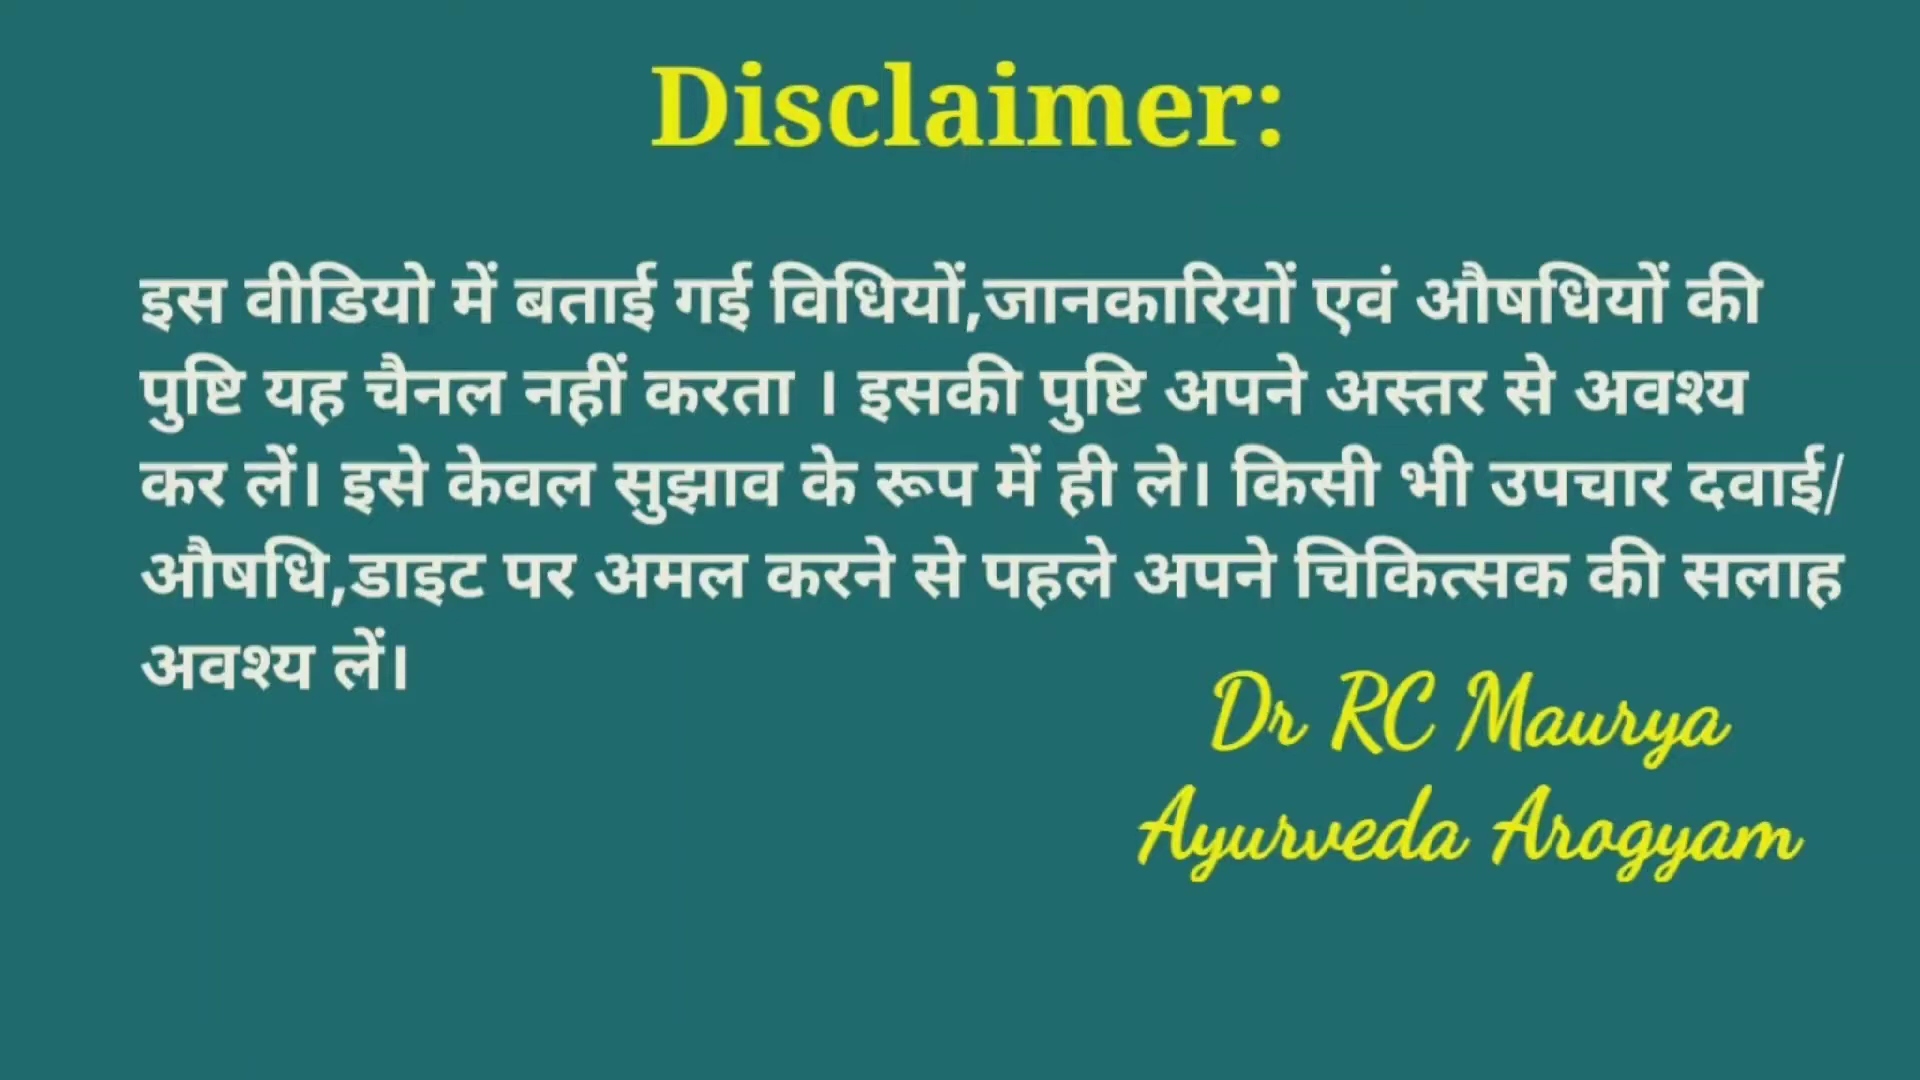 Disclaimer:
इस वीडियो में बताई गई विधियों,जानकारियों एवं औषधियों की
पुष्टि यह चैनल नहीं करता । इसकी पुष्टि अपने अस्तर से अवश्य
कर लें। इसे केवल सुझाव के रूप में ही ले। किसी भी उपचार दवाई/
औषधि,डाइट पर अमल करने से पहले अपने चिकित्सक की सलाह
अवश्य लें।
Dr RC Maurya
Ayurveda Arogyam